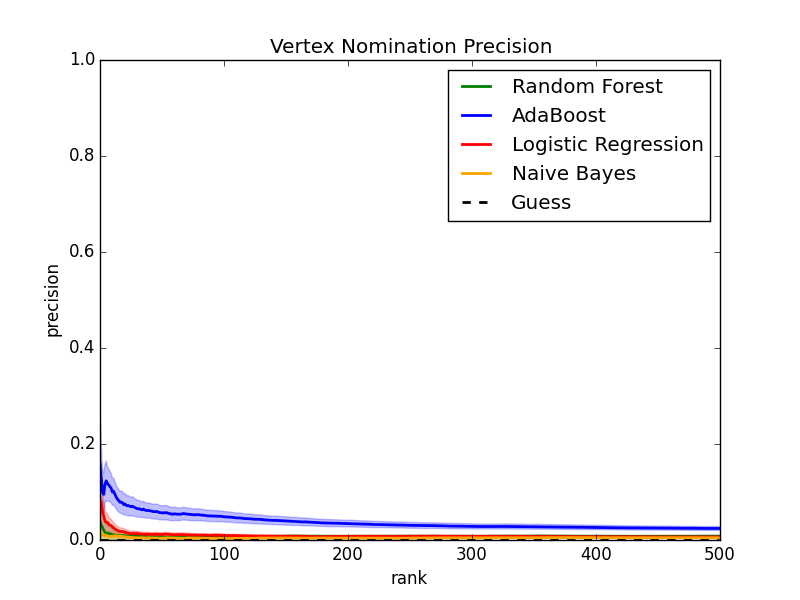 Vertex Nomination Precision
1.0
0.8
0.6
0.4
0.2
0.0
precision
Random Forest
AdaBoost
Logistic Regression
Naive Bayes
Guess
0 100 200 300 400 500
rank